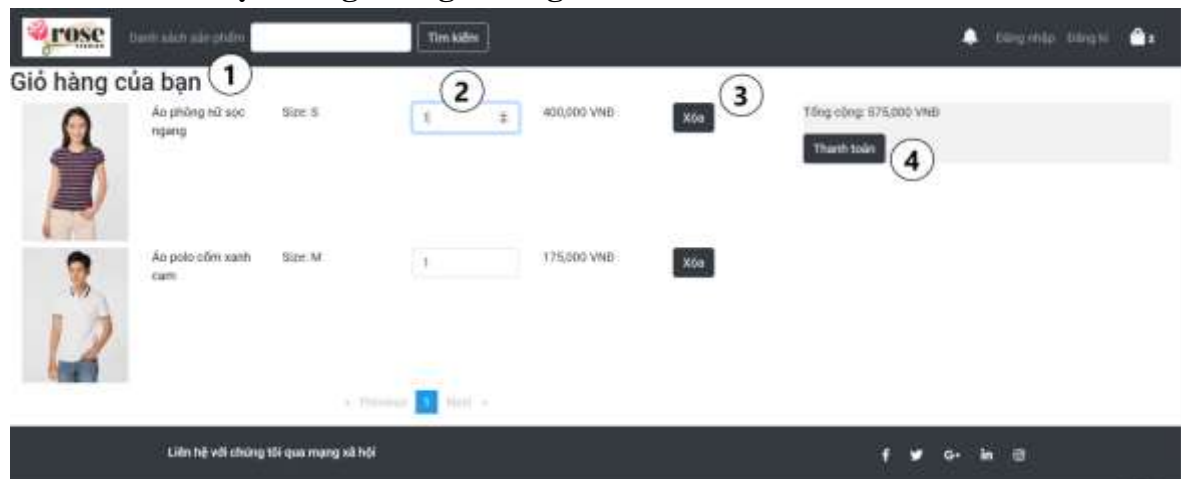 rose
Danh sách sản phẩm
Tìm kiếm
Đăng nhập Đăng kí 2
Giỏ hàng của bạn 1
2
3
Áo phông nữ sọc
ngang
Size: S
1
400,000 VNĐ
Xóa
Tổng cộng: 575,000 VNĐ
Thanh toán
4
Áo polo cốm xanh
cam
Size: M
1
175,000 VNĐ
Xóa
« Previous 1 Next »
Liên hệ với chúng tôi qua mạng xã hội
f G+ in